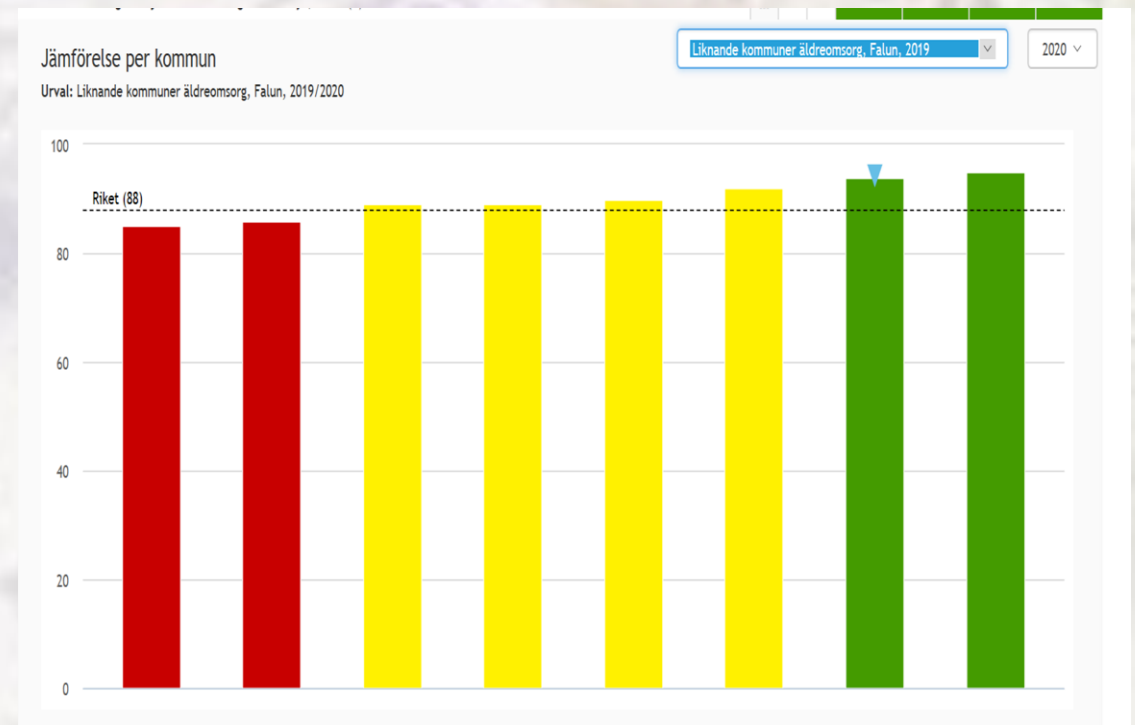 Jämförelse per kommun
Liknande kommuner äldreomsorg, Falun, 2019
2020
Urval: Liknande kommuner äldreomsorg, Falun, 2019/2020
100
Riket (88)
80
60
40
20
0